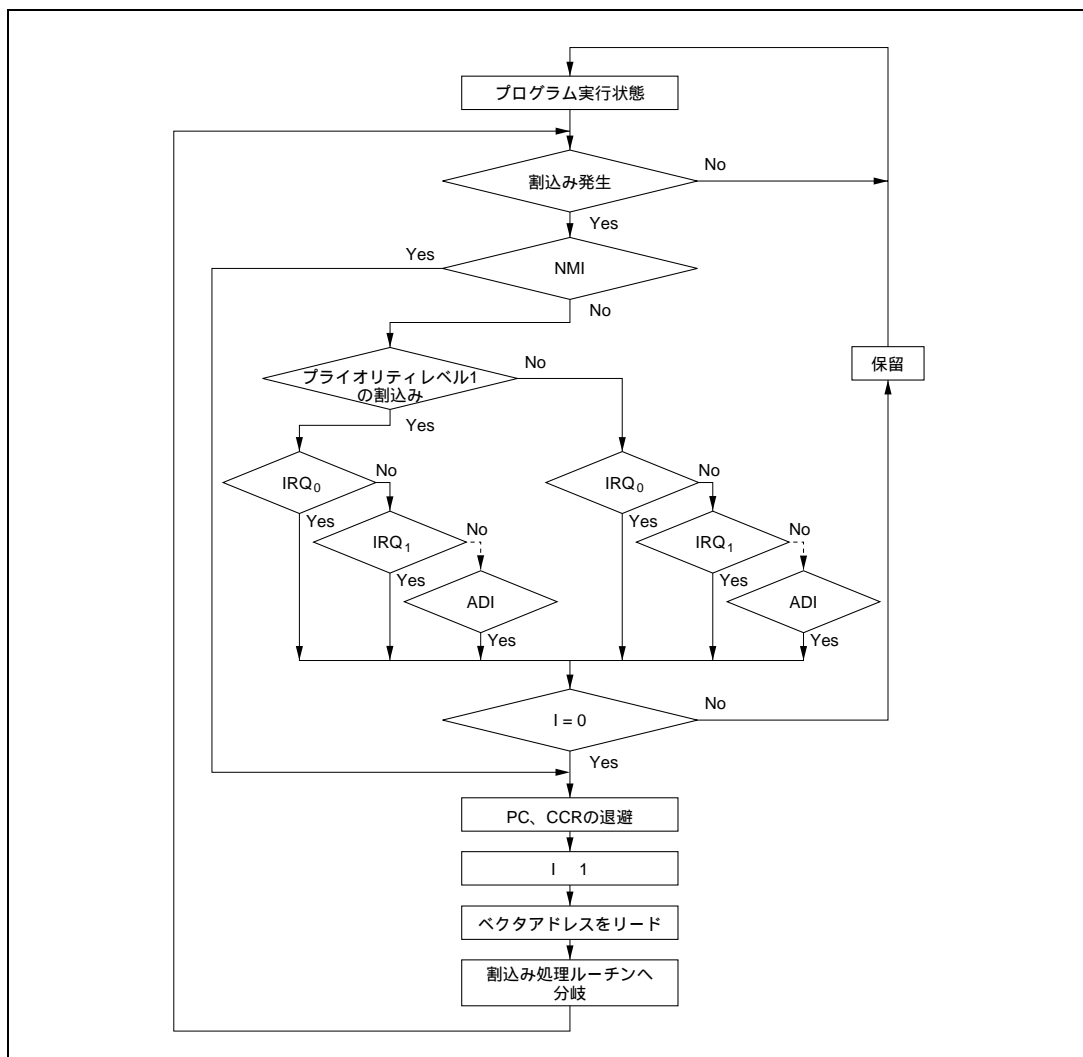 プログラム実行状態
割込み発生
No
Yes
Yes
NMI
No
プライオリティレベル1
の割込み
No
Yes
保留
IRQ0
No
Yes
IRQ1
No
Yes
ADI
Yes
IRQ0
No
Yes
IRQ1
No
Yes
ADI
Yes
I = 0
No
Yes
PC、CCRの退避
I 1
ベクタアドレスをリード
割込み処理ルーチンへ
分岐